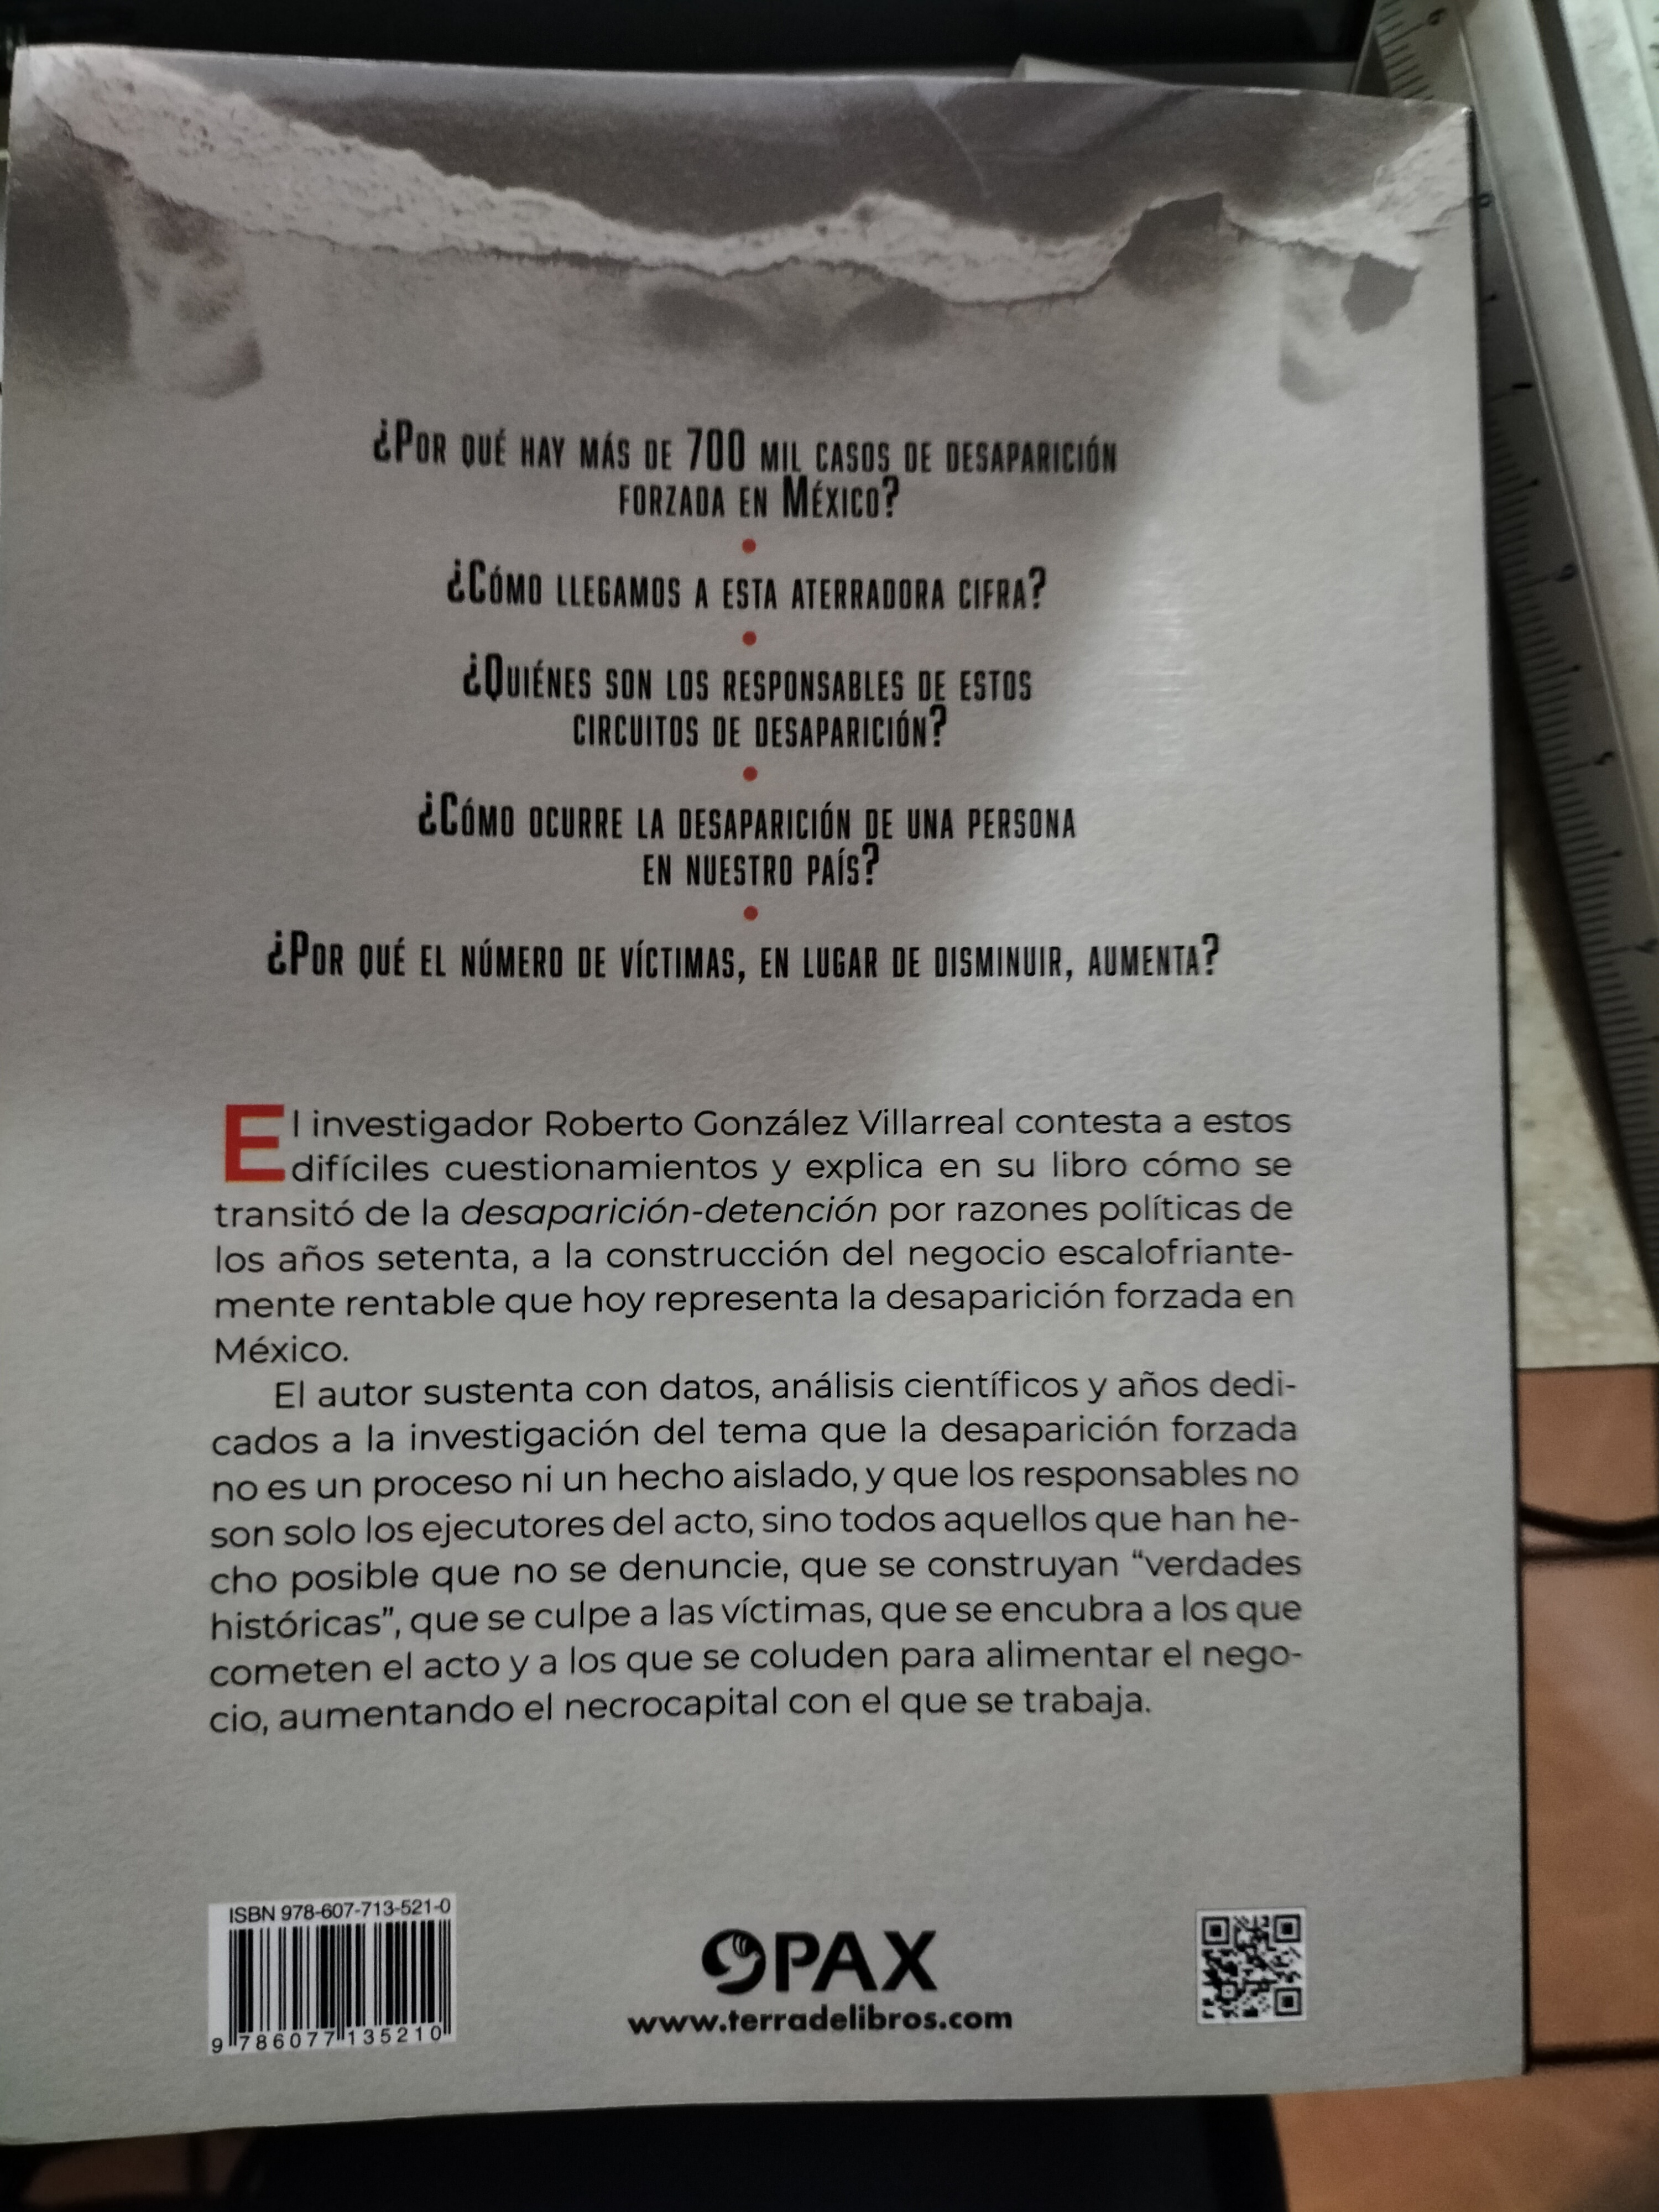 ¿Por qué hay más de 700 mil casos de desaparición
forzada en México?
¿Cómo llegamos a esta aterradora cifra?
¿Quiénes son los responsables de estos
circuitos de desaparición?
¿Cómo ocurre la desaparición de una persona
en nuestro país?
¿Por qué el número de víctimas, en lugar de disminuir, aumenta?
El investigador Roberto González Villarreal contesta a estos
difíciles cuestionamientos y explica en su libro cómo se
transitó de la desaparición-detención por razones políticas de
los años setenta, a la construcción del negocio escalofriante-
mente rentable que hoy representa la desaparición forzada en
México.
El autor sustenta con datos, análisis científicos y años dedi-
cados a la investigación del tema que la desaparición forzada
no es un proceso ni un hecho aislado, y que los responsables no
son solo los ejecutores del acto, sino todos aquellos que han he-
cho posible que no se denuncie, que se construyan “verdades
históricas”, que se culpe a las víctimas, que se encubra a los que
cometen el acto y a los que se coluden para alimentar el nego-
cio, aumentando el necrocapital con el que se trabaja.
ISBN 978-607-713-521-0
9 786077 135210
PAX
www.terradelibros.com